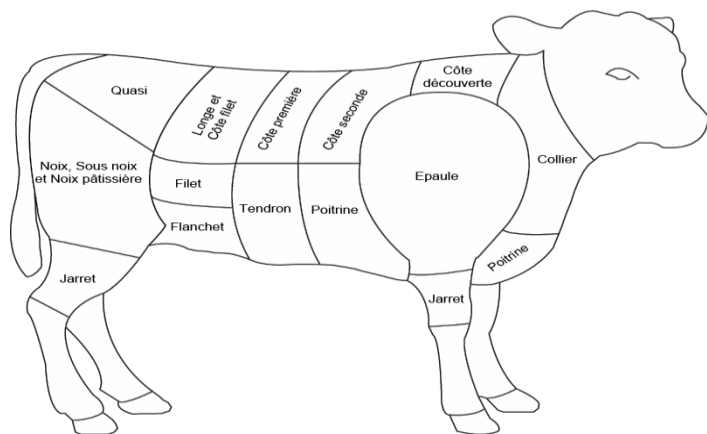 Quasi
Longe et
Côte filet
Côte première
Côte seconde
Côte
découverte
Noix, Sous noix
et Noix pâtissière
Filet
Flanchet
Tendron
Poitrine
Epaule
Collier
Poitrine
Jarret
Jarret